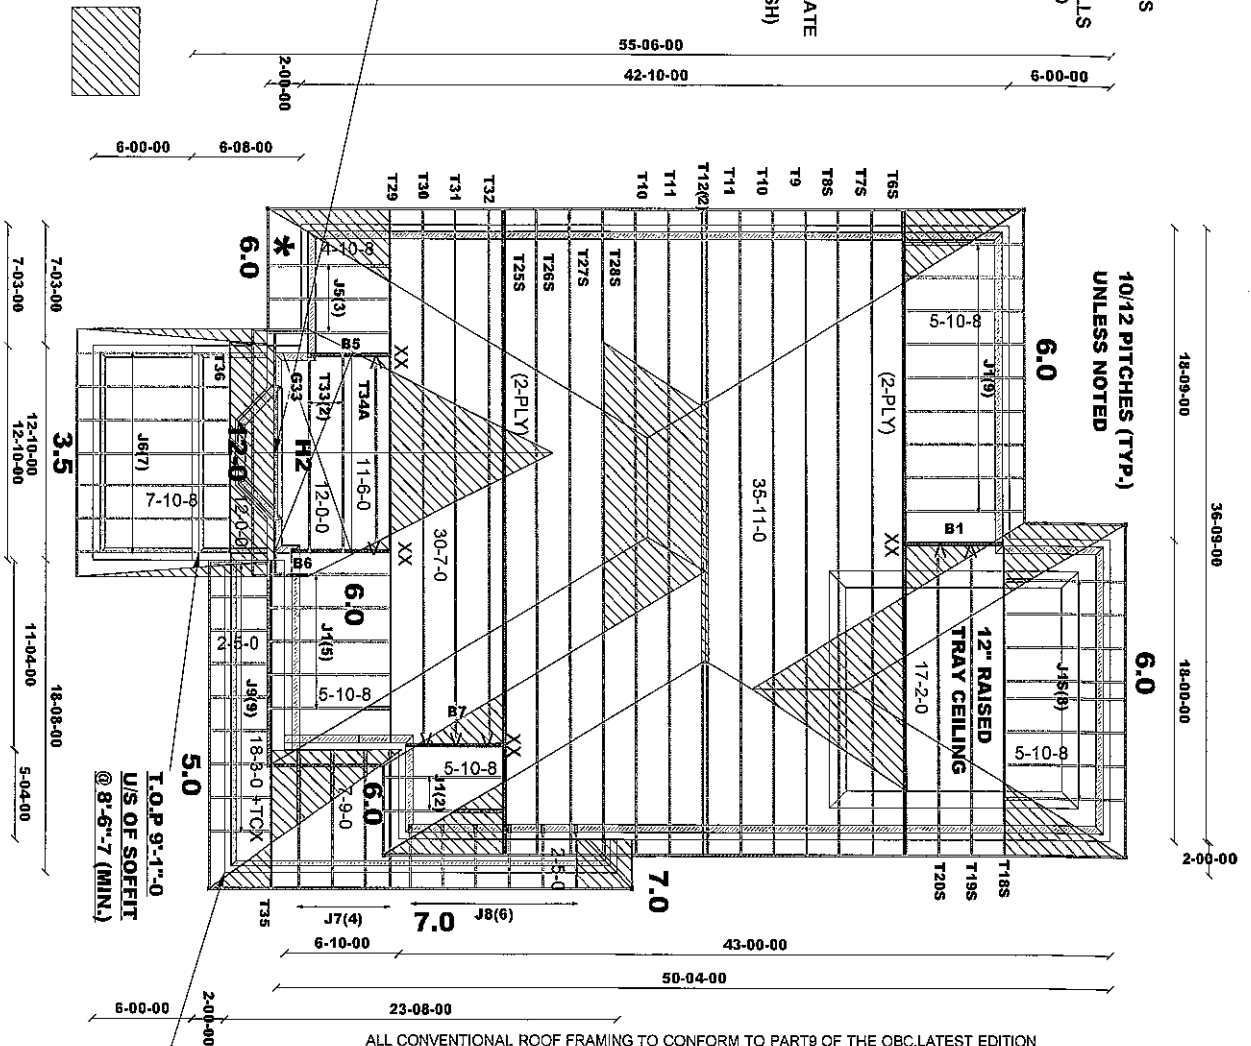 S
LLS
)
ATE
SH)
55-06-00
42-10-00
6-00-00
2-00-00
6-00-00
6-08-00
T29
T30
T31
T32
T10
T11
T12(2)
T11
T10
T9
T8S
T7S
T6S
T25S
T26S
T27S
T28S
*
6.0
4-10-8
J5(3)
B5
XX
(2-PLY)
(2-PLY)
5-10-8
J1(9)
6.0
10/12 PITCHES (TYP.)
UNLESS NOTED
18-09-00
36-09-00
7-03-00
7-03-00
T36
G33
T33(2)
T34A
H2
11-6-0
12-0-0
12.0
12-0-0
3.5
12-10-00
12-10-00
J6(7)
7-10-8
35-11-0
30-7-0
XX
XX
B1
B6
6.0
J1(5)
5-10-8
2-5-0
J9(9)
18-3-0 +TCX
11-04-00
18-08-00
5-04-00
5.0
T.O.P 9'-1"-0
U/S OF SOFFIT
@ 8'-6"-7 (MIN.)
12" RAISED
TRAY CEILING
17-2-0
J1S(8)
6.0
5-10-8
18-00-00
2-00-00
B7
XX
5-10-8
J1(2)
6.0
-9-0
2-5-0
7.0
T20S
T19S
T18S
T35
J7(4)
7.0
J8(6)
6-10-00
43-00-00
50-04-00
6-00-00
2-00-00
23-08-00
ALL CONVENTIONAL ROOF FRAMING TO CONFORM TO PART9 OF THE OBC,LATEST EDITION